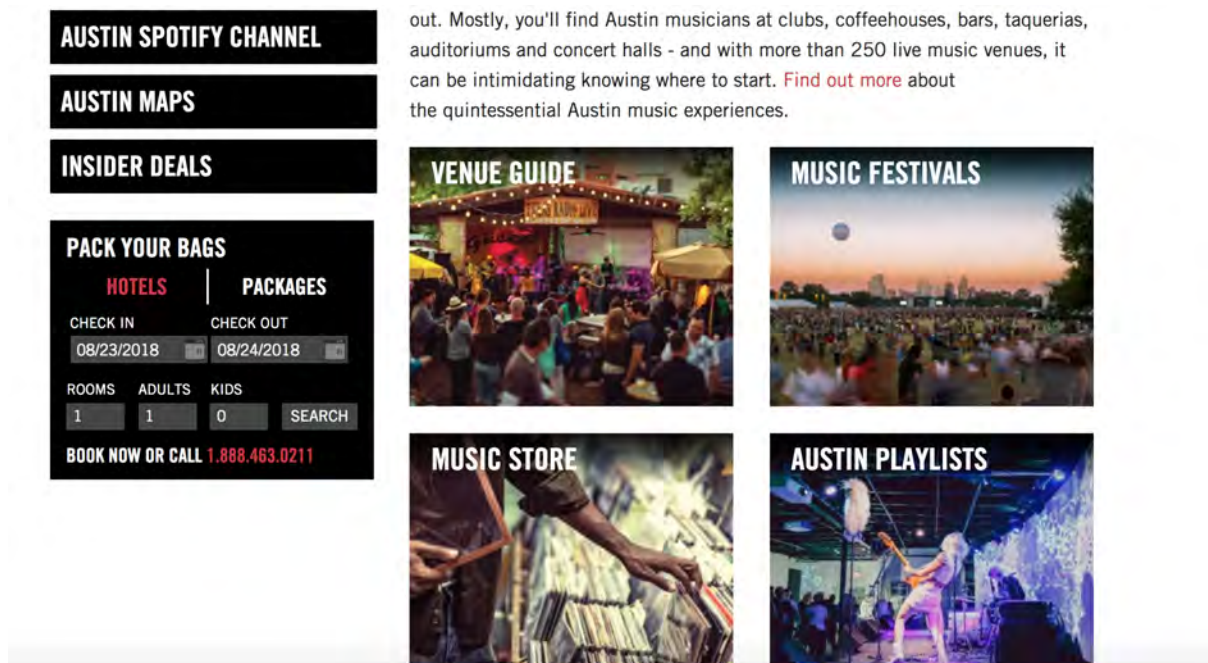 AUSTIN SPOTIFY CHANNEL
AUSTIN MAPS
INSIDER DEALS
PACK YOUR BAGS
HOTELS PACKAGES
CHECK IN CHECK OUT
08/23/2018 08/24/2018
ROOMS ADULTS KIDS
1 1 0 SEARCH
BOOK NOW OR CALL 1.888.463.0211
out. Mostly, you'll find Austin musicians at clubs, coffeehouses, bars, taquerias,
auditoriums and concert halls - and with more than 250 live music venues, it
can be intimidating knowing where to start. Find out more about
the quintessential Austin music experiences.
VENUE GUIDE
MUSIC FESTIVALS
MUSIC STORE
AUSTIN PLAYLISTS